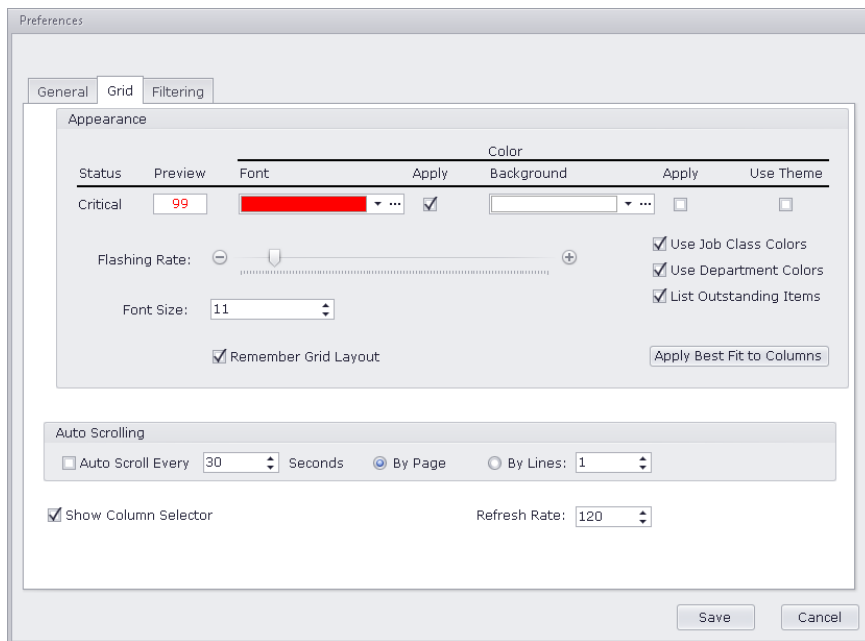 Preferences
General Grid Filtering
Appearance
Color
Status Preview Font Apply Background Apply Use Theme
Critical 99
Use Job Class Colors
Flashing Rate:
Use Department Colors
List Outstanding Items
Font Size: 11
Remember Grid Layout Apply Best Fit to Columns
Auto Scrolling
Auto Scroll Every 30 Seconds By Page By Lines: 1
Show Column Selector Refresh Rate: 120
Save Cancel